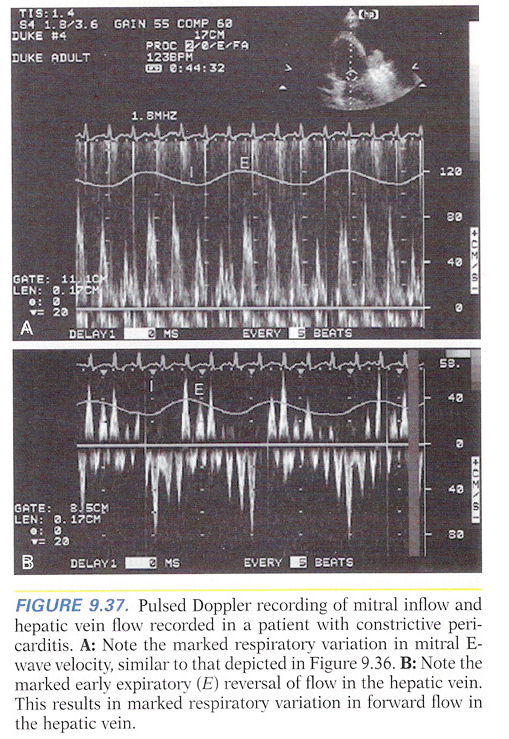 TIS:1.4
S4 1.8/3.6 GAIN 55 COMP 60
DUKE #4 17CM
PROC 2/0/E/FA
DUKE ADULT 123BPM
0:44:32
hp
1.8MHZ
I E
120
80
40
0
GATE: 11.1CM
LEN: 0.17CM
θ: 0
▼= 20
A
DELAY1 0 MS EVERY 5 BEATS
58.
I E
40
0
40
80
GATE: 8.5CM
LEN: 0.17CM
θ: 0
▼= 20
B
DELAY1 0 MS EVERY 5 BEATS
FIGURE 9.37. Pulsed Doppler recording of mitral inflow and
hepatic vein flow recorded in a patient with constrictive peri-
carditis. A: Note the marked respiratory variation in mitral E-
wave velocity, similar to that depicted in Figure 9.36. B: Note the
marked early expiratory (E) reversal of flow in the hepatic vein.
This results in marked respiratory variation in forward flow in
the hepatic vein.